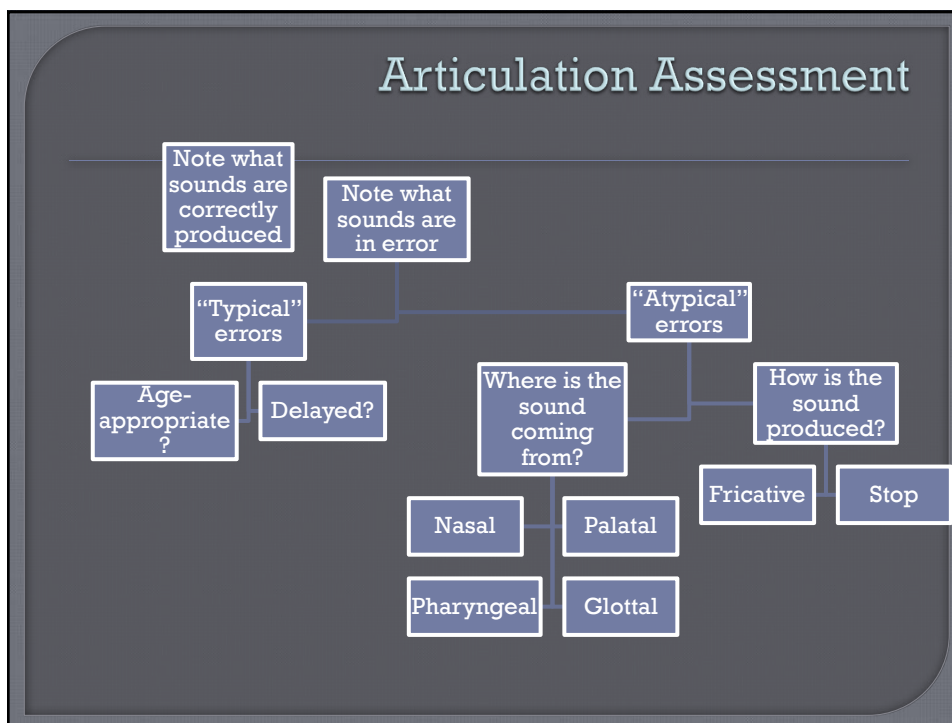 Articulation Assessment
Note what
sounds are
correctly
produced
Note what
sounds are
in error
“Typical”
errors
“Atypical”
errors
Age-
appropriate
?
Delayed?
Where is the
sound
coming
from?
How is the
sound
produced?
Nasal
Palatal
Pharyngeal
Glottal
Fricative
Stop